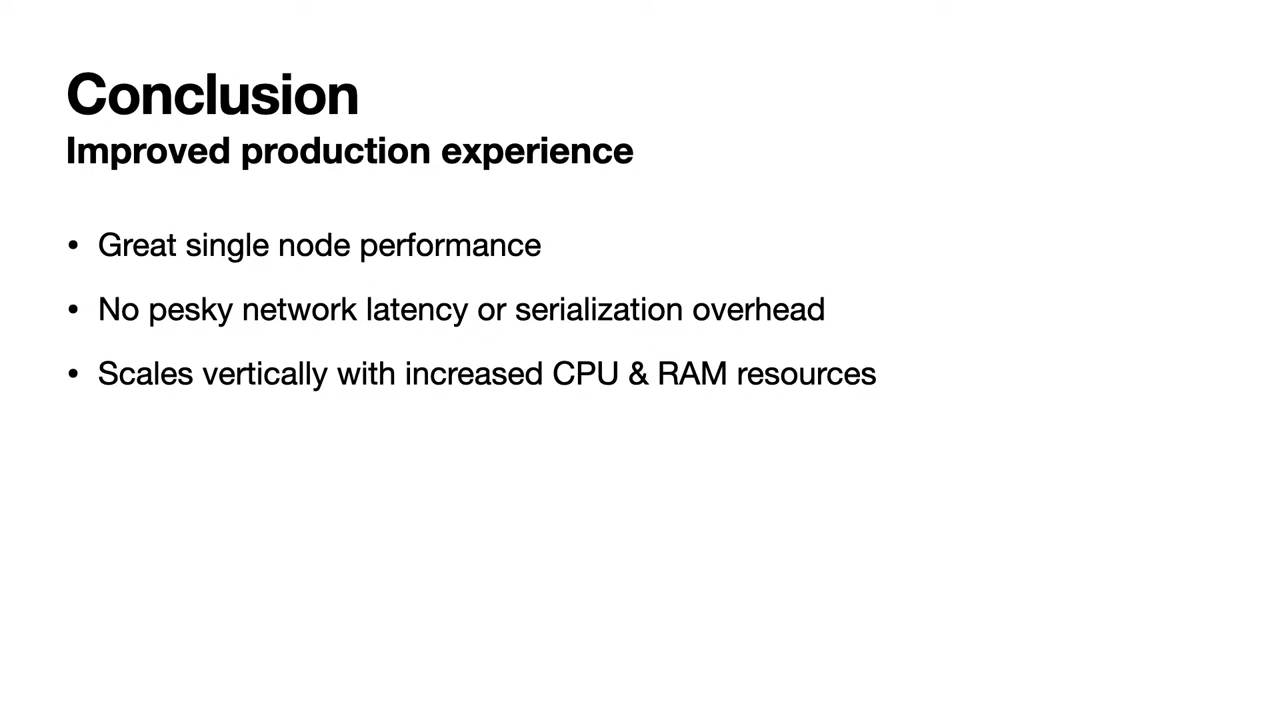 Conclusion
Improved production experience
• Great single node performance
• No pesky network latency or serialization overhead
• Scales vertically with increased CPU & RAM resources